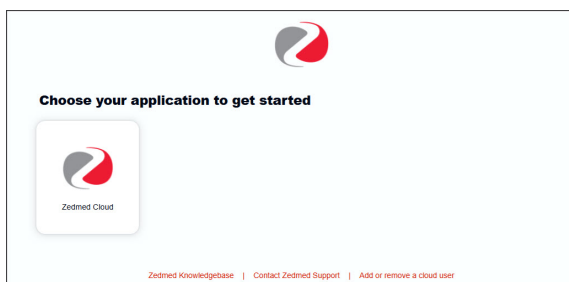 Choose your application to get started
Zedmed Cloud
Zedmed Knowledgebase | Contact Zedmed Support | Add or remove a cloud user